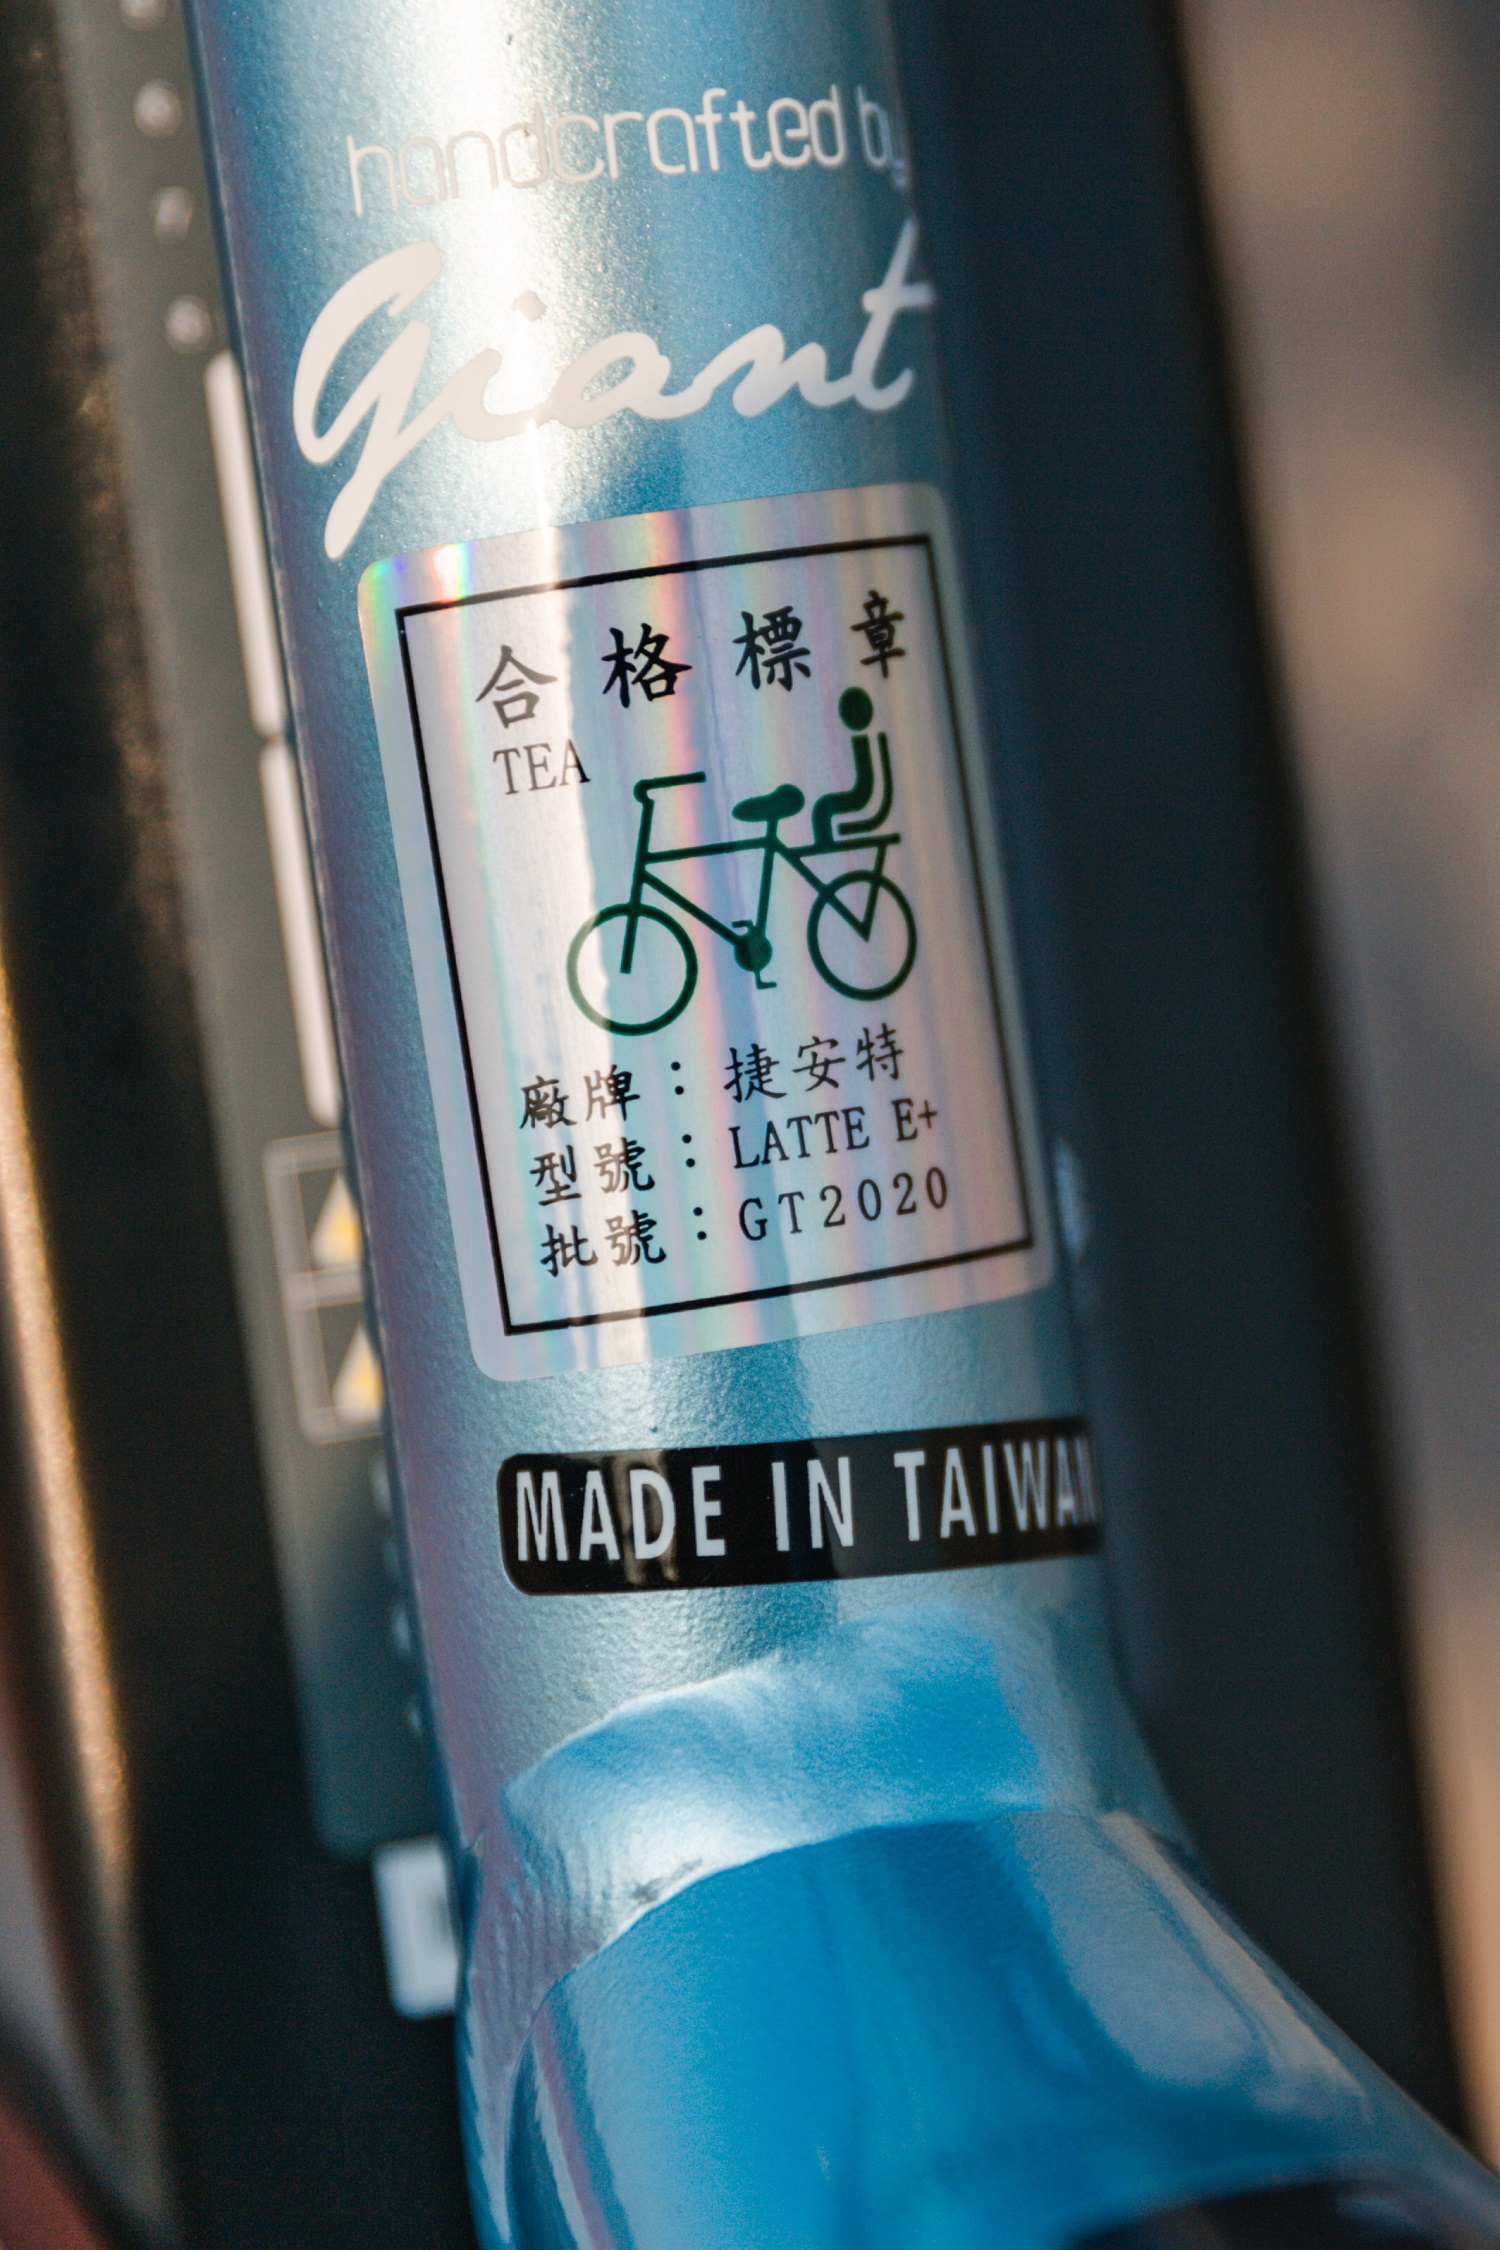 handcrafted by
Giant
合格標章
TEA
廠牌：捷安特
型號：LATTE E+
批號：GT2020
MADE IN TAIWAN